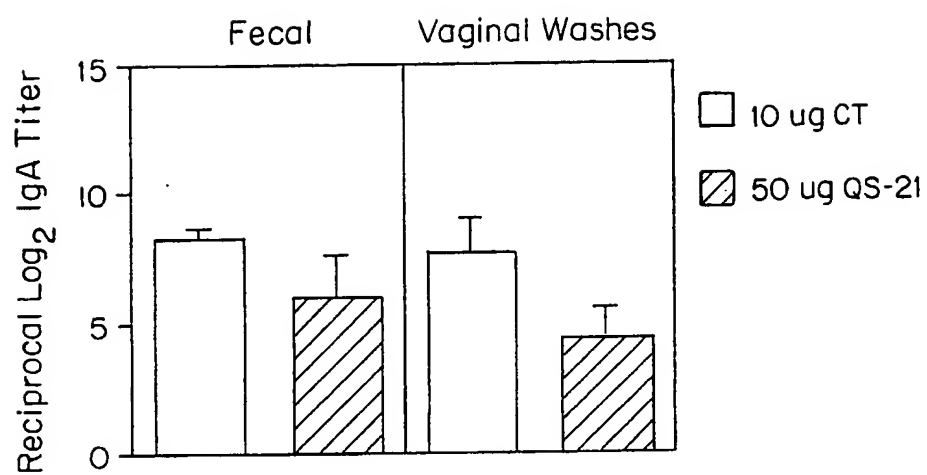 Fecal
Vaginal Washes
Reciprocal Log2 IgA Titer
15
10
5
0
10 ug CT
50 ug QS-21